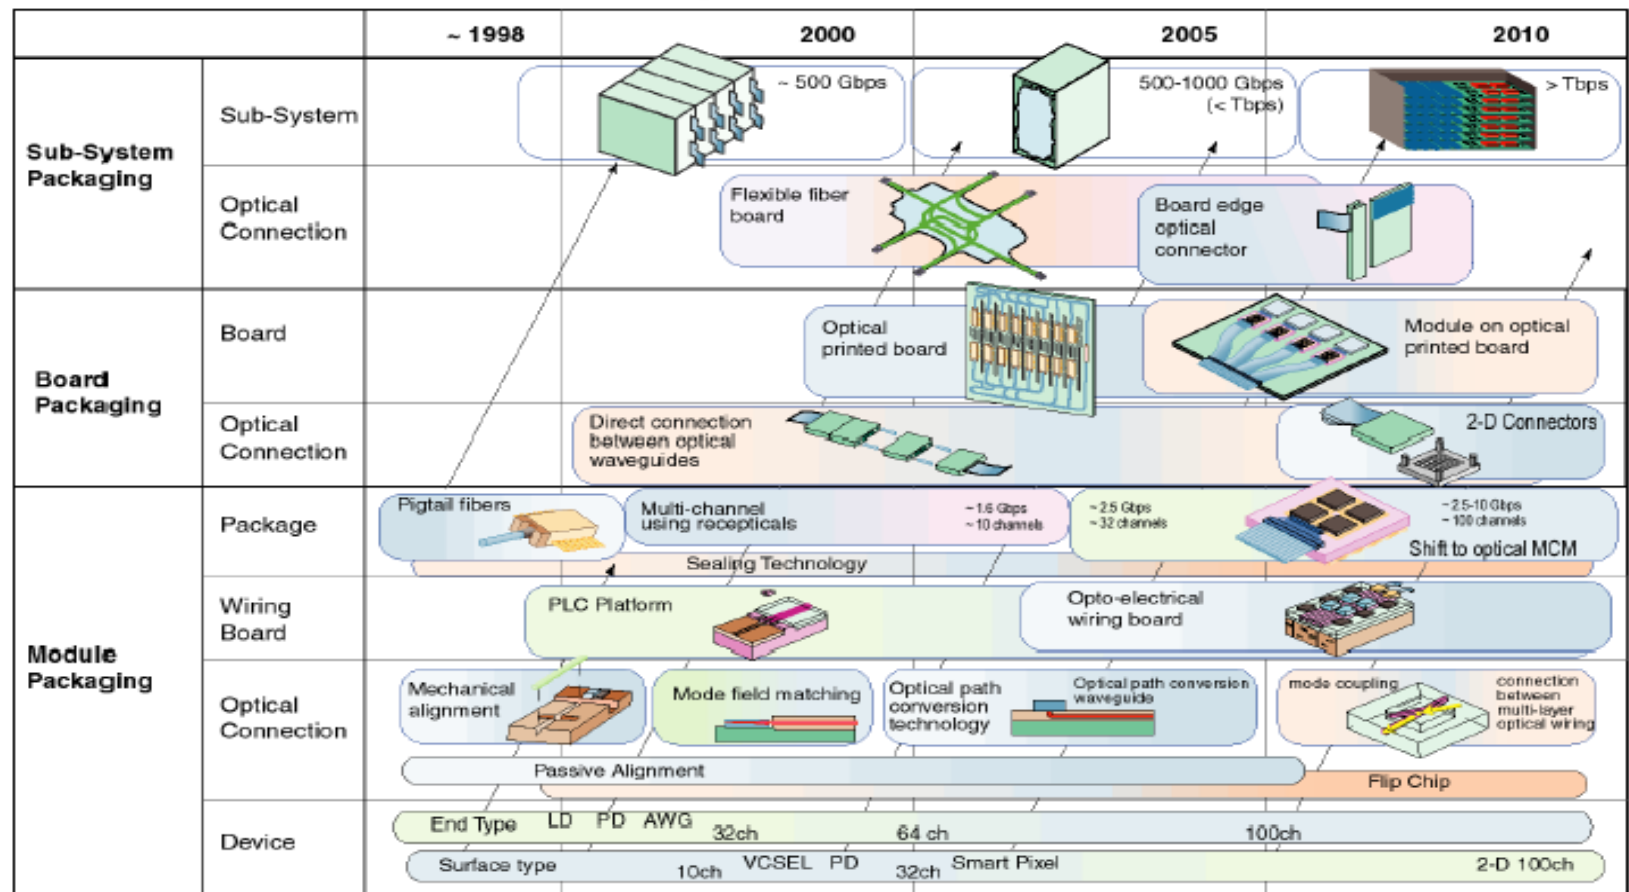 ~ 1998
2000
2005
2010
Sub-System
Packaging
Sub-System
~ 500 Gbps
500-1000 Gbps
(< Tbps)
> Tbps
Optical
Connection
Flexible fiber
board
Board edge
optical
connector
Board
Packaging
Board
Optical
printed board
Module on optical
printed board
Optical
Connection
Direct connection
between optical
waveguides
2-D Connectors
Module
Packaging
Package
Pigtail fibers
Multi-channel
using recepticals
~ 1.6 Gbps
~ 10 channels
~ 2.5 Gbps
~ 32 channels
~ 2.5-10 Gbps
~ 100 channels
Shift to optical MCM
Sealing Technology
Wiring
Board
PLC Platform
Opto-electrical
wiring board
Optical
Connection
Mechanical
alignment
Mode field matching
Optical path
conversion
technology
Optical path conversion
waveguide
mode coupling
connection
between
multi-layer
optical wiring
Passive Alignment
Flip Chip
Device
End Type LD PD AWG 32ch 64 ch 100ch
Surface type 10ch VCSEL PD 32ch Smart Pixel 2-D 100ch